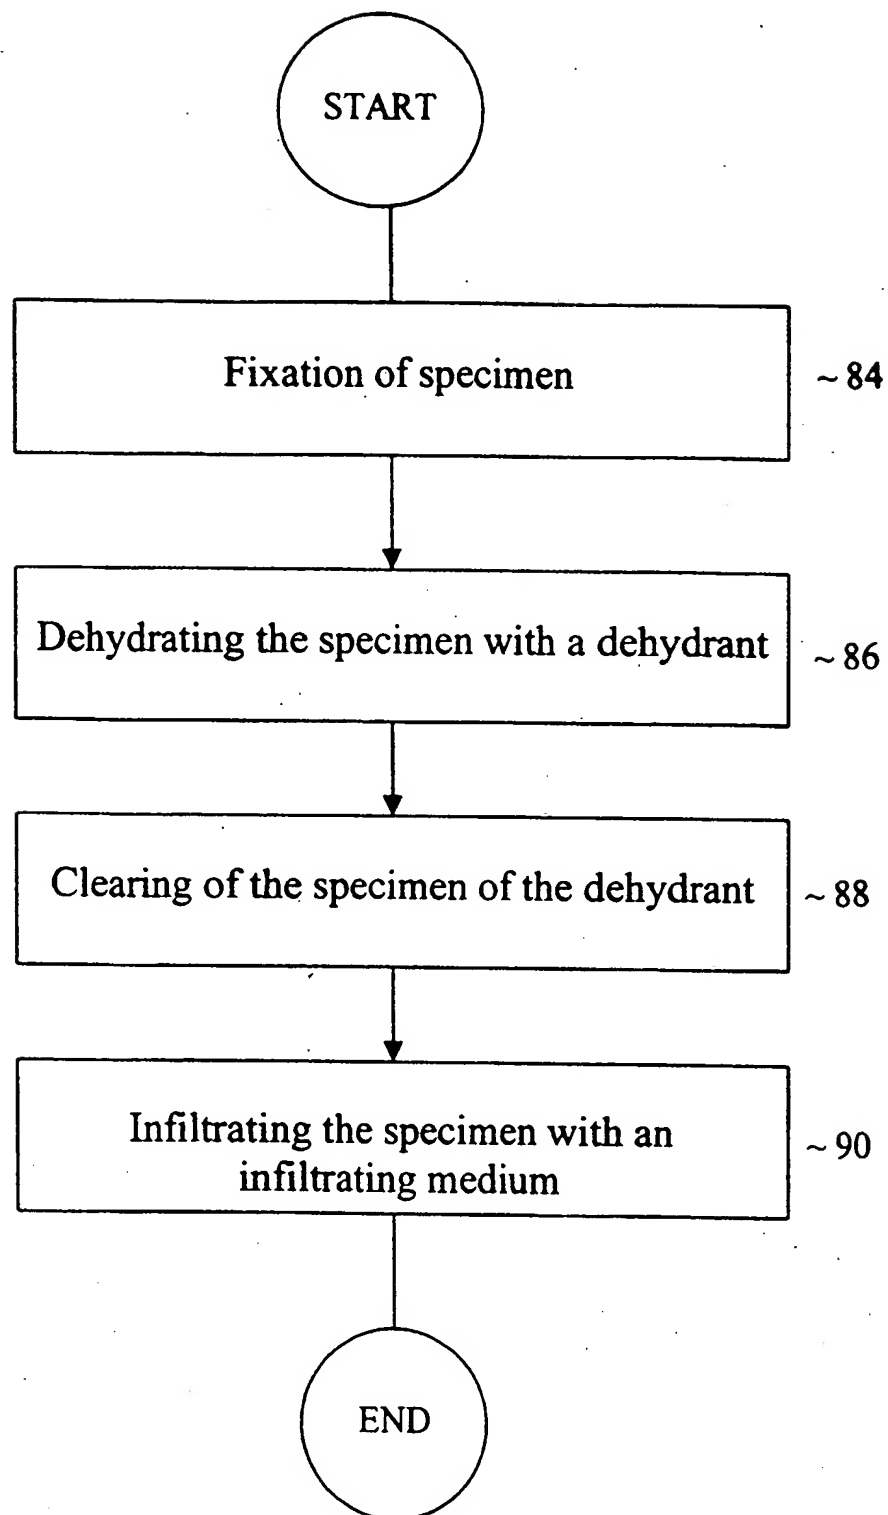 START
Fixation of specimen
~ 84
Dehydrating the specimen with a dehydrant
~ 86
Clearing of the specimen of the dehydrant
~ 88
Infiltrating the specimen with an
infiltrating medium
~ 90
END